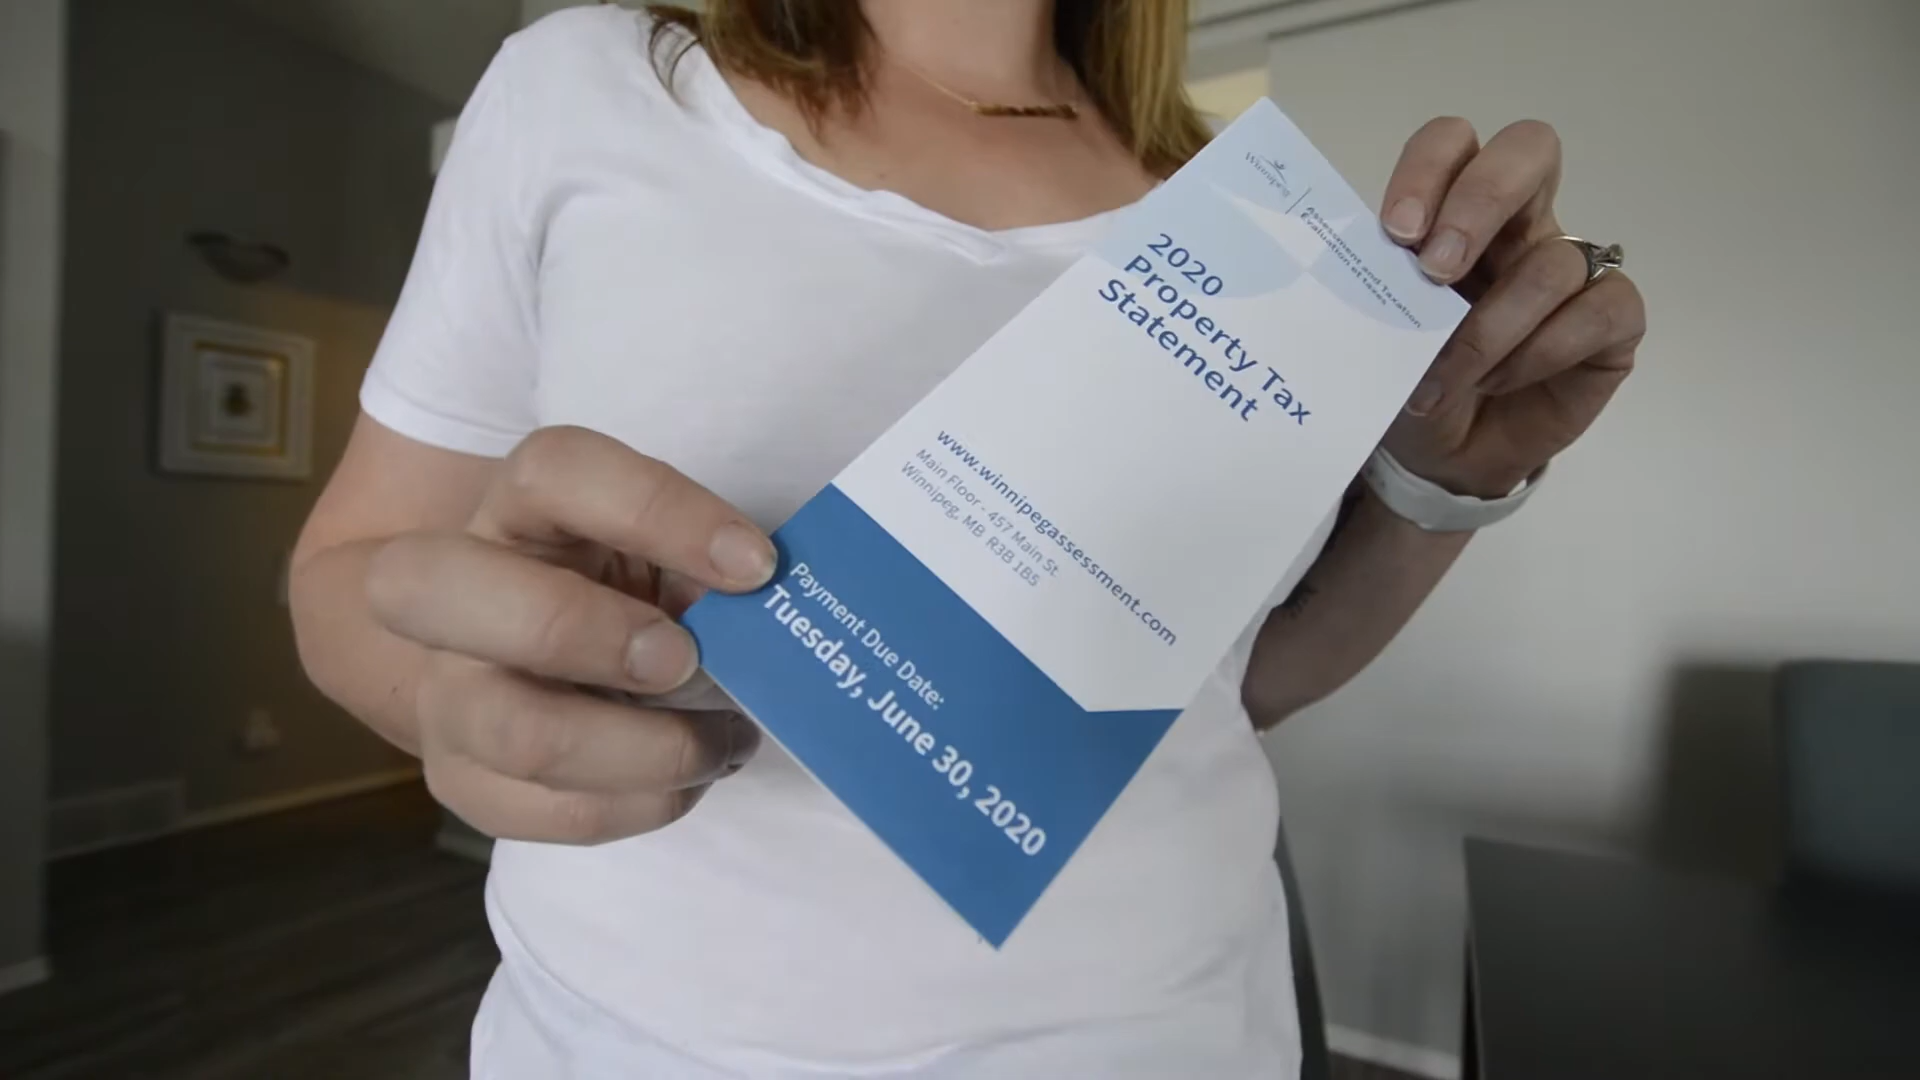 Winnipeg
Assessment and Taxation
Évaluation et taxes
2020
Property Tax
Statement
www.winnipegassessment.com
Main Floor - 457 Main St.
Winnipeg, MB R3B 1B5
Payment Due Date:
Tuesday, June 30, 2020